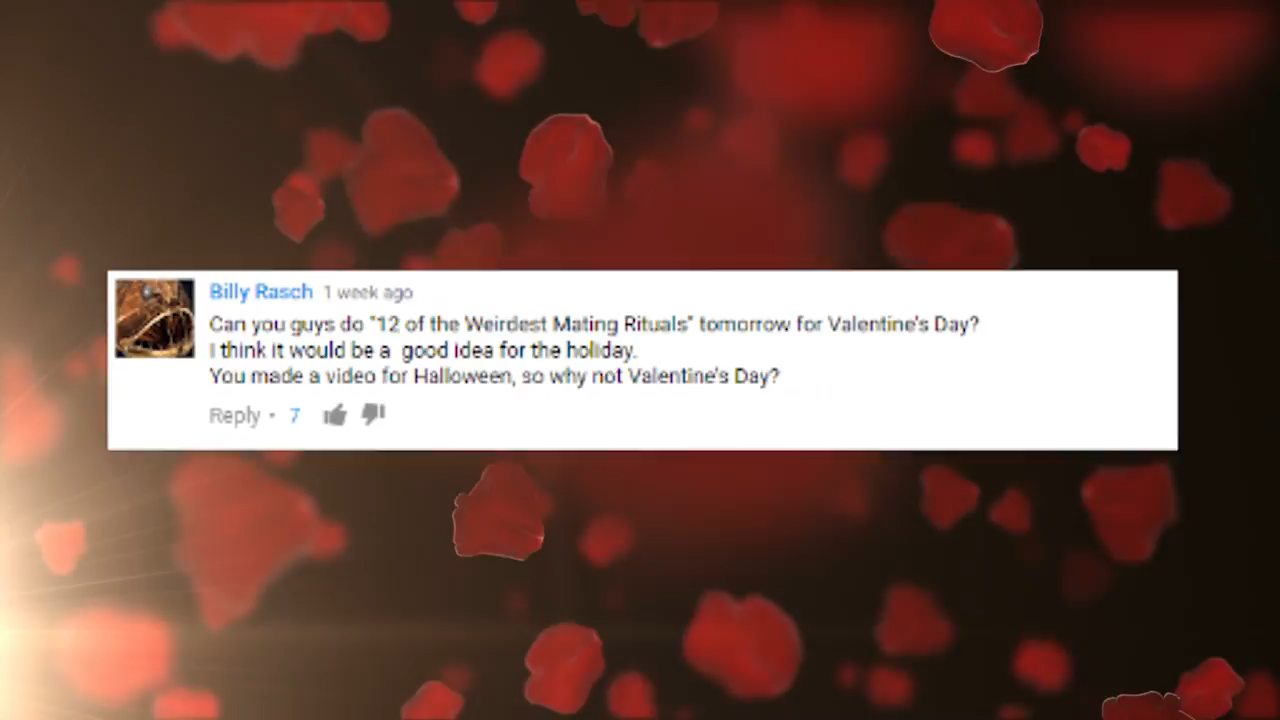 Billy Rasch 1 week ago
Can you guys do "12 of the Weirdest Mating Rituals" tomorrow for Valentine's Day?
I think it would be a  good idea for the holiday.
You made a video for Halloween, so why not Valentine's Day?
Reply • 7